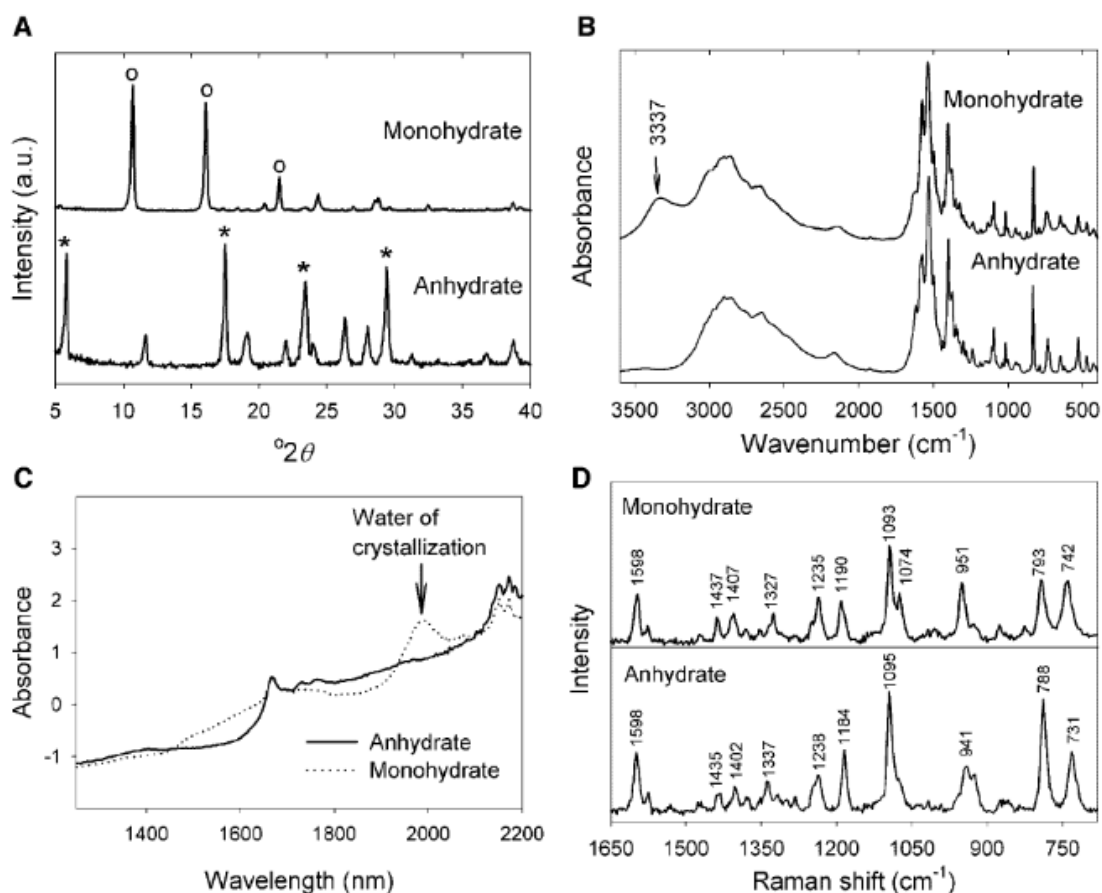 A
Monohydrate
Anhydrate
Intensity (a.u.)
o
o
o
*
*
*
*
5 10 15 20 25 30 35 40
°2θ
B
3337
Monohydrate
Anhydrate
Absorbance
3600 3000 2500 2000 1500 1000 500
Wavenumber (cm⁻¹)
C
Water of
crystallization
Absorbance
3
2
1
0
-1
Anhydrate
Monohydrate
1400 1600 1800 2000 2200
Wavelength (nm)
D
Monohydrate
1598
1437
1407
1327
1235
1190
1093
1074
951
793
742
Anhydrate
1598
1435
1402
1337
1238
1184
1095
941
788
731
Intensity
1650 1500 1350 1200 1050 900 750
Raman shift (cm⁻¹)